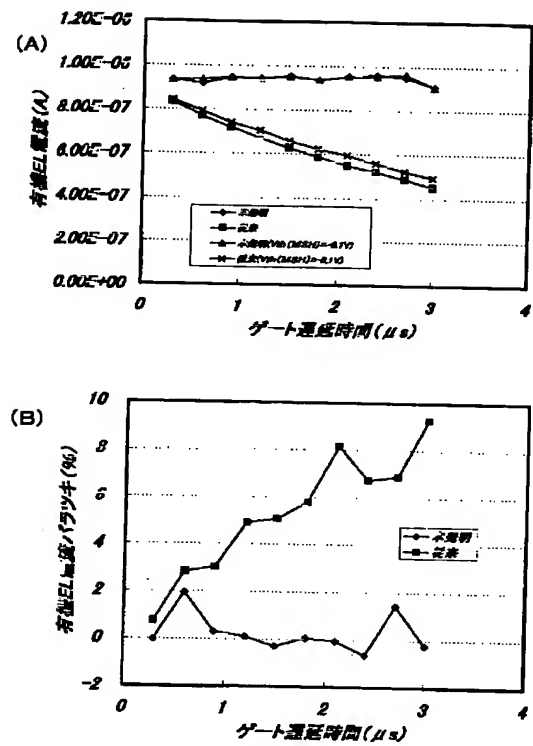 (A)
1.20E-06
1.00E-06
8.00E-07
6.00E-07
4.00E-07
2.00E-07
0.00E+00
有機EL電流(A)
本発明
従来
0
1
2
3
4
ゲート遅延時間(μs)
(B)
10
8
6
4
2
0
-2
有機EL電流バラツキ(%)
本発明
従来
0
1
2
3
4
ゲート遅延時間(μs)